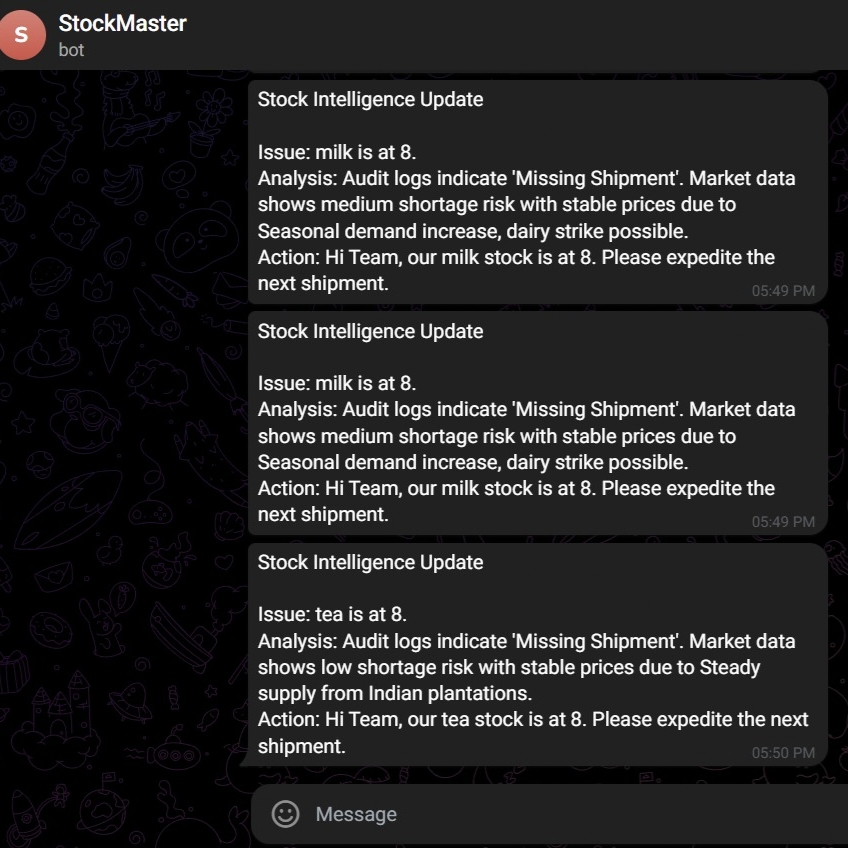 S
StockMaster
bot
Stock Intelligence Update
Issue: milk is at 8.
Analysis: Audit logs indicate 'Missing Shipment'. Market data
shows medium shortage risk with stable prices due to
Seasonal demand increase, dairy strike possible.
Action: Hi Team, our milk stock is at 8. Please expedite the
next shipment.
05:49 PM
Stock Intelligence Update
Issue: milk is at 8.
Analysis: Audit logs indicate 'Missing Shipment'. Market data
shows medium shortage risk with stable prices due to
Seasonal demand increase, dairy strike possible.
Action: Hi Team, our milk stock is at 8. Please expedite the
next shipment.
05:49 PM
Stock Intelligence Update
Issue: tea is at 8.
Analysis: Audit logs indicate 'Missing Shipment'. Market data
shows low shortage risk with stable prices due to Steady
supply from Indian plantations.
Action: Hi Team, our tea stock is at 8. Please expedite the next
shipment.
05:50 PM
Message